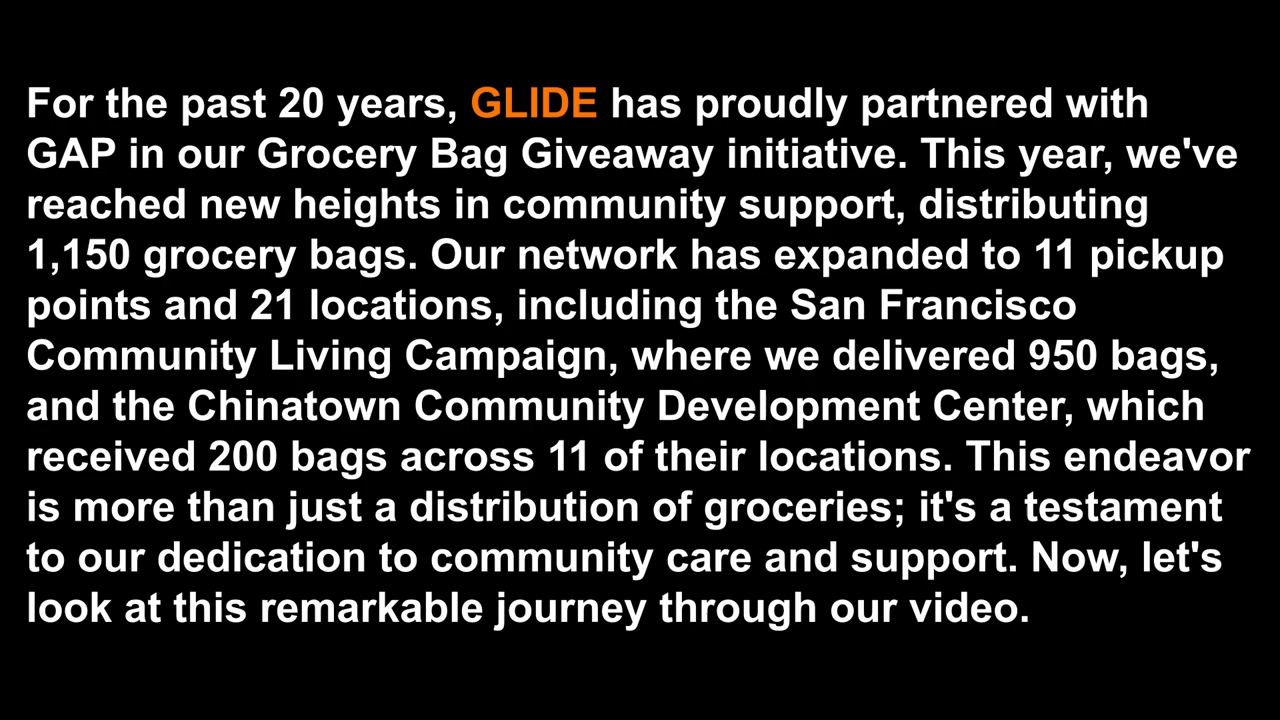 For the past 20 years, GLIDE has proudly partnered with
GAP in our Grocery Bag Giveaway initiative. This year, we've
reached new heights in community support, distributing
1,150 grocery bags. Our network has expanded to 11 pickup
points and 21 locations, including the San Francisco
Community Living Campaign, where we delivered 950 bags,
and the Chinatown Community Development Center, which
received 200 bags across 11 of their locations. This endeavor
is more than just a distribution of groceries; it's a testament
to our dedication to community care and support. Now, let's
look at this remarkable journey through our video.